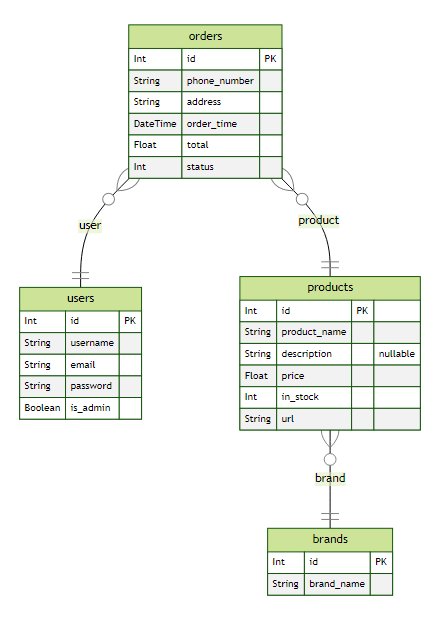 orders
Int id PK
String phone_number
String address
DateTime order_time
Float total
Int status
user
product
users
Int id PK
String username
String email
String password
Boolean is_admin
products
Int id PK
String product_name
String description nullable
Float price
Int in_stock
String url
brand
brands
Int id PK
String brand_name